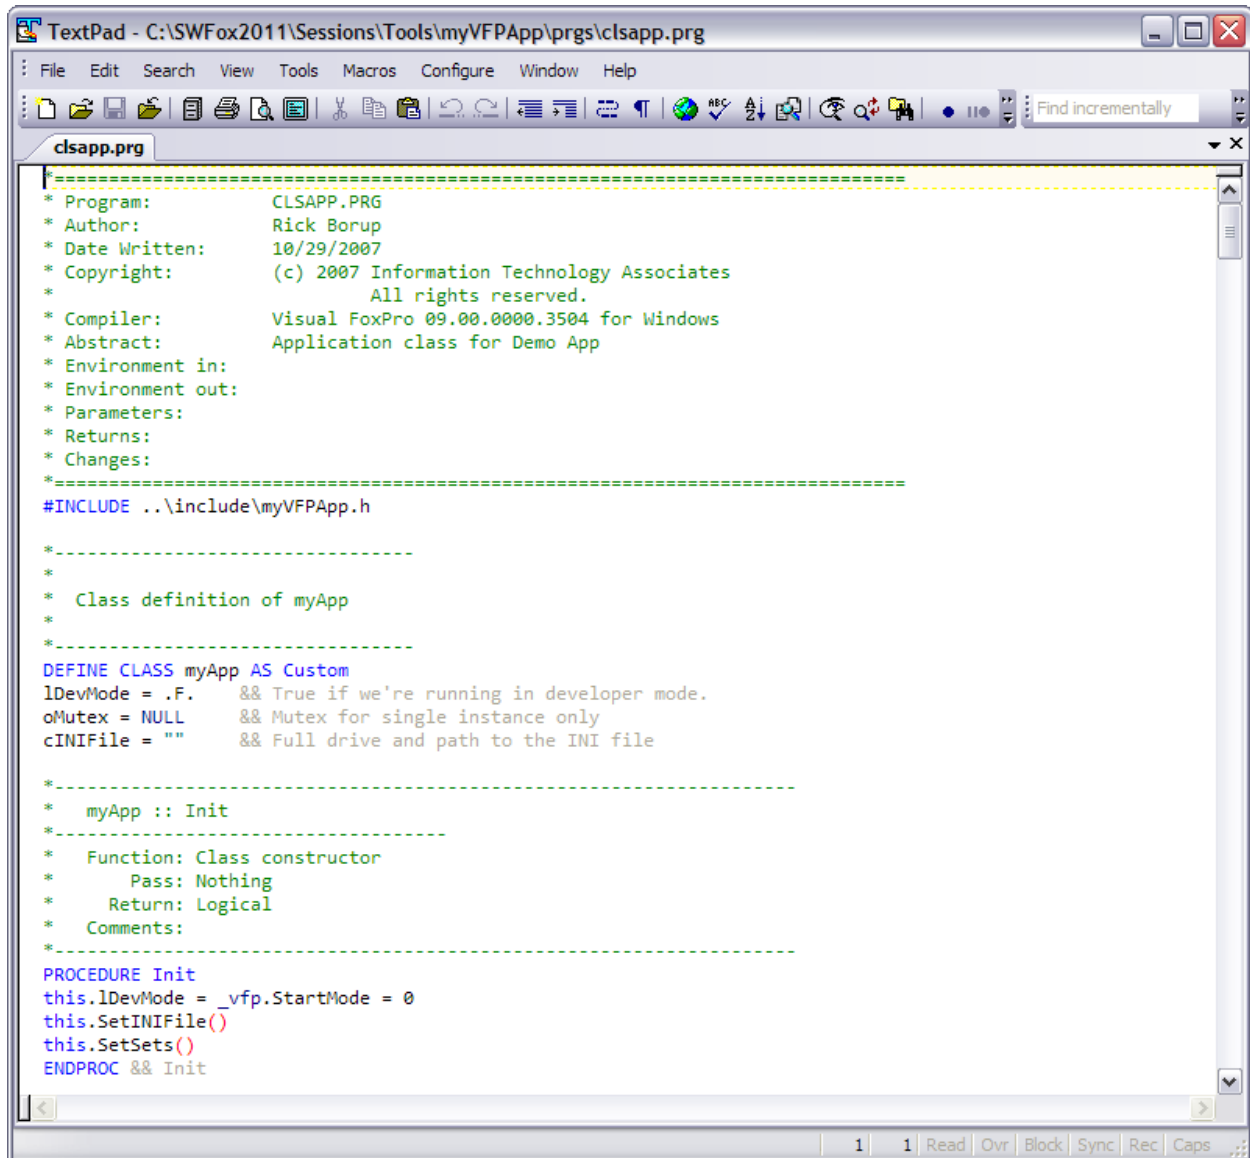 TextPad - C:\SWFox2011\Sessions\Tools\myVFPApp\prgs\clsapp.prg
File Edit Search View Tools Macros Configure Window Help
Find incrementally
clsapp.prg
*==============================================================================
* Program:           CLSAPP.PRG
* Author:            Rick Borup
* Date Written:      10/29/2007
* Copyright:         (c) 2007 Information Technology Associates
*                             All rights reserved.
* Compiler:          Visual FoxPro 09.00.0000.3504 for Windows
* Abstract:          Application class for Demo App
* Environment in:
* Environment out:
* Parameters:
* Returns:
* Changes:
*==============================================================================
#INCLUDE ..\include\myVFPApp.h
*---------------------------------
*
*  Class definition of myApp
*
*---------------------------------
DEFINE CLASS myApp AS Custom
lDevMode = .F.    && True if we're running in developer mode.
oMutex = NULL     && Mutex for single instance only
cINIFile = ""     && Full drive and path to the INI file
*--------------------------------------------------------------------
*   myApp :: Init
*------------------------------------
*   Function: Class constructor
*       Pass: Nothing
*     Return: Logical
*   Comments:
*--------------------------------------------------------------------
PROCEDURE Init
this.lDevMode = _vfp.StartMode = 0
this.SetINIFile()
this.SetSets()
ENDPROC && Init
1 1 Read Ovr Block Sync Rec Caps